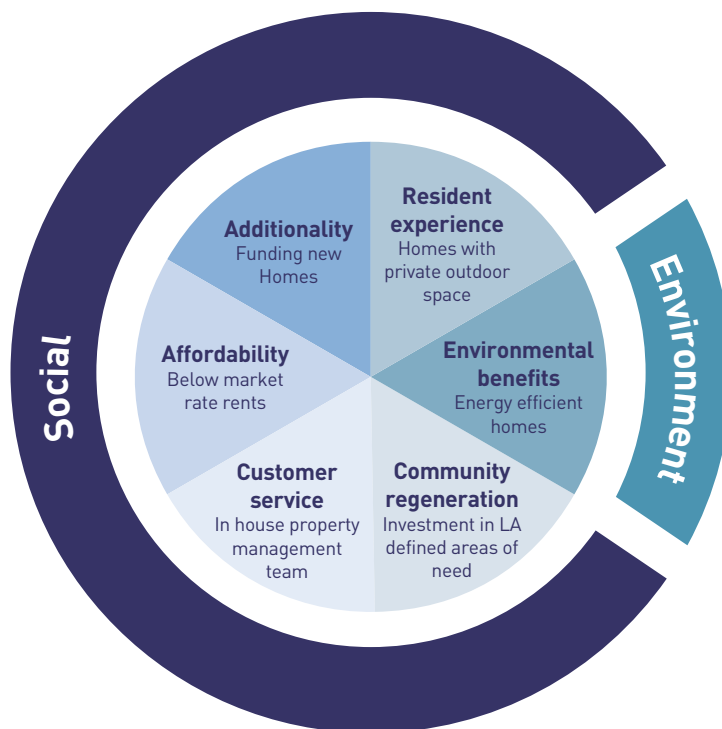 Social
Additionality
Funding new
Homes
Resident
experience
Homes with
private outdoor
space
Environmental
benefits
Energy efficient
homes
Community
regeneration
Investment in LA
defined areas of
need
Customer
service
In house property
management
team
Affordability
Below market
rate rents
Environment